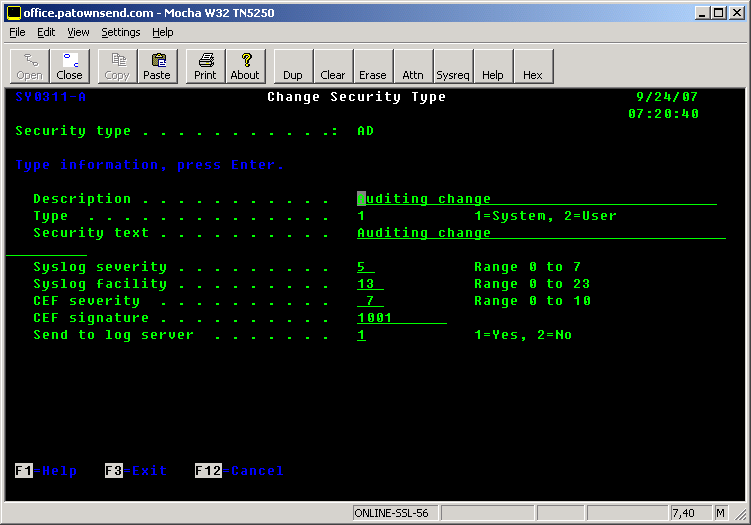 office.patownsend.com - Mocha W32 TN5250
File Edit View Settings Help
Open Close Copy Paste Print About Dup Clear Erase Attn Sysreq Help Hex
SY0311-A Change Security Type 9/24/07
07:20:40
Security type . . . . . . . . . . .: AD
Type information, press Enter.
Description . . . . . . . . . . . Auditing change
Type . . . . . . . . . . . . . . 1 1=System, 2=User
Security text . . . . . . . . . . Auditing change
Syslog severity . . . . . . . . . 5 Range 0 to 7
Syslog facility . . . . . . . . . 13 Range 0 to 23
CEF severity . . . . . . . . . . 7 Range 0 to 10
CEF signature . . . . . . . . . . 1001
Send to log server . . . . . . . 1 1=Yes, 2=No
F1=Help F3=Exit F12=Cancel
ONLINE-SSL-56 7,40 M